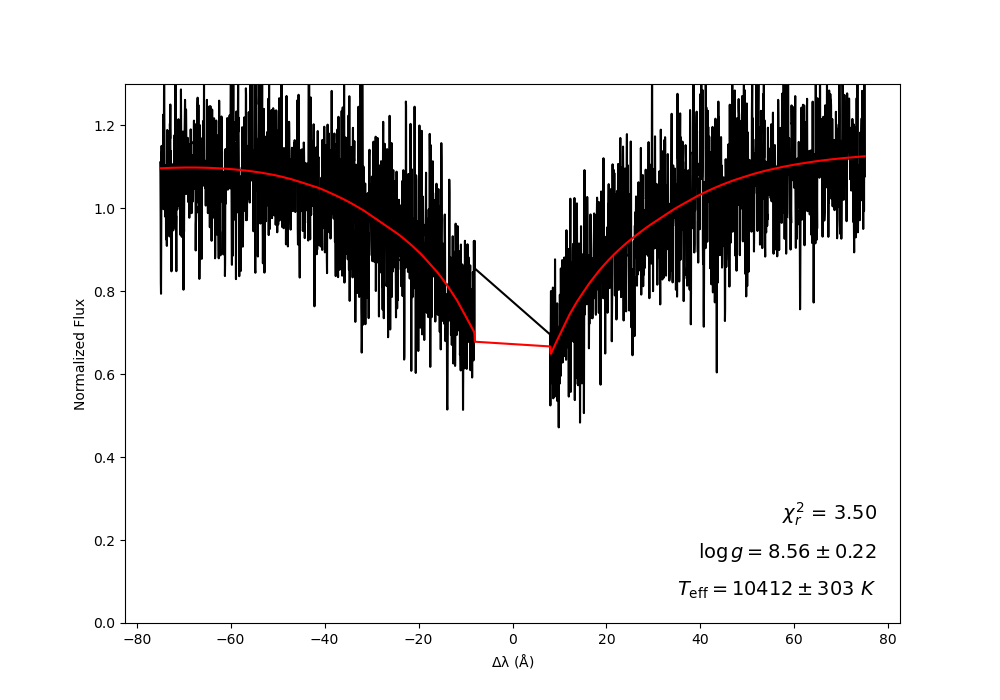 1.2
1.0
0.8
0.6
0.4
0.2
0.0
Normalized Flux
χ²ᵣ = 3.50
log g = 8.56 ± 0.22
T_eff = 10412 ± 303 K
−80 −60 −40 −20 0 20 40 60 80
Δλ (Å)